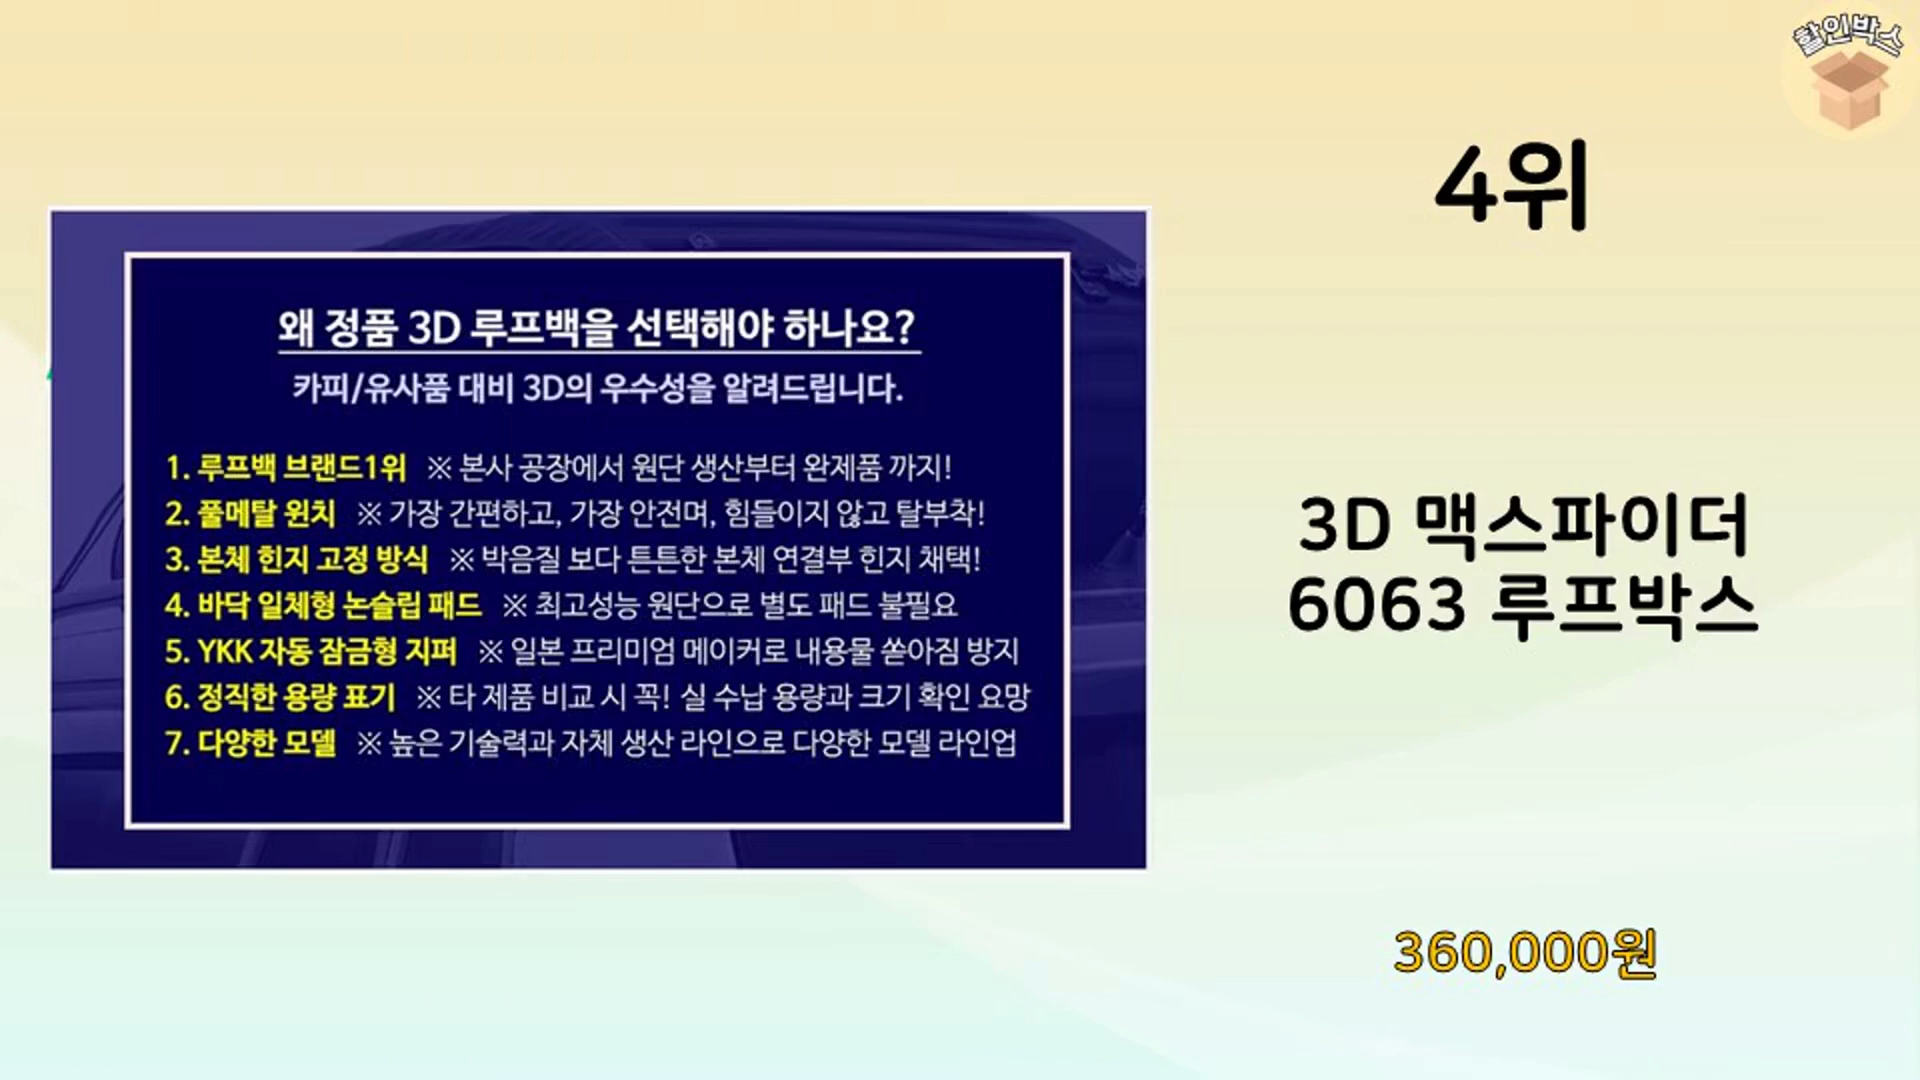 할인박스
4위
왜 정품 3D 루프백을 선택해야 하나요?
카피/유사품 대비 3D의 우수성을 알려드립니다.
1. 루프백 브랜드1위 ※ 본사 공장에서 원단 생산부터 완제품 까지!
2. 풀메탈 윈치 ※ 가장 간편하고, 가장 안전며, 힘들이지 않고 탈부착!
3. 본체 힌지 고정 방식 ※ 박음질 보다 튼튼한 본체 연결부 힌지 채택!
4. 바닥 일체형 논슬립 패드 ※ 최고성능 원단으로 별도 패드 불필요
5. YKK 자동 잠금형 지퍼 ※ 일본 프리미엄 메이커로 내용물 쏟아짐 방지
6. 정직한 용량 표기 ※ 타 제품 비교 시 꼭! 실 수납 용량과 크기 확인 요망
7. 다양한 모델 ※ 높은 기술력과 자체 생산 라인으로 다양한 모델 라인업
3D 맥스파이더
6063 루프박스
360,000원